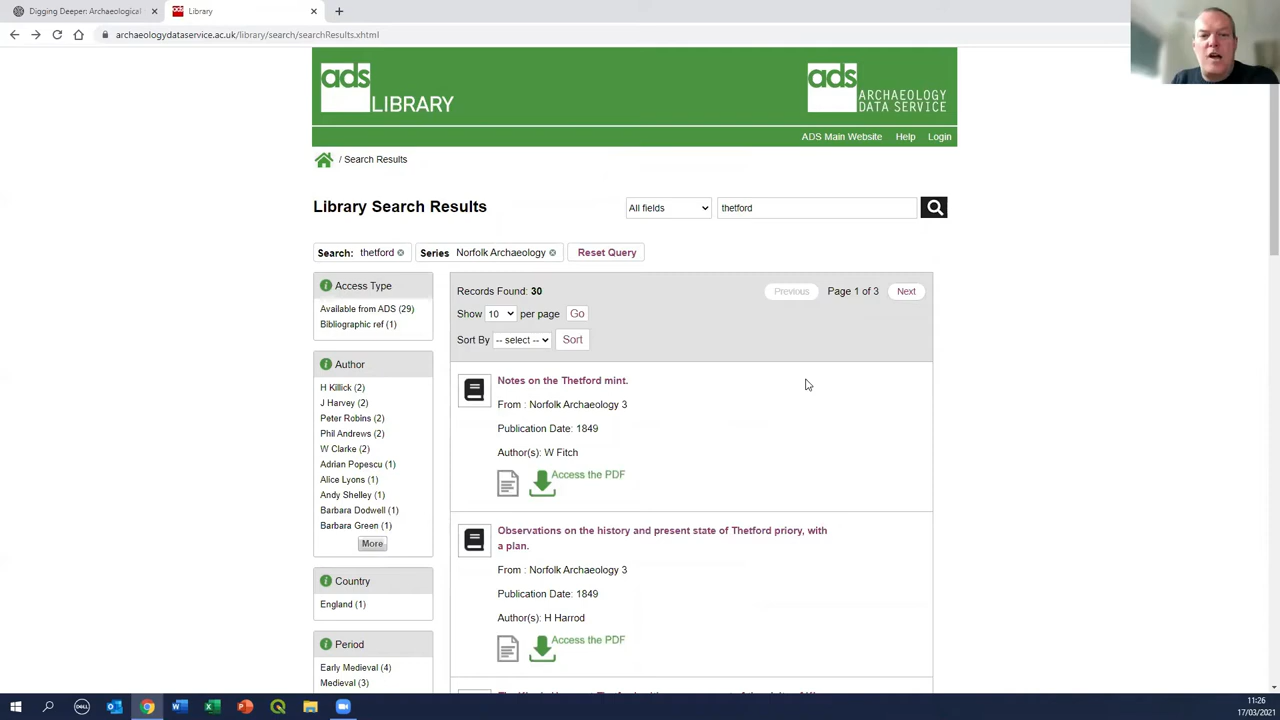 Digging Deeper: Archaeological
Library
archaeologydataservice.ac.uk/library/search/searchResults.xhtml
ads
LIBRARY
ads
ARCHAEOLOGY
DATA SERVICE
ADS Main Website
Help
Login
/ Search Results
Library Search Results
All fields
thetford
Search: thetford
Series Norfolk Archaeology
Reset Query
Access Type
Available from ADS (29)
Bibliographic ref (1)
Author
H Killick (2)
J Harvey (2)
Peter Robins (2)
Phil Andrews (2)
W Clarke (2)
Adrian Popescu (1)
Alice Lyons (1)
Andy Shelley (1)
Barbara Dodwell (1)
Barbara Green (1)
More
Country
England (1)
Period
Early Medieval (4)
Medieval (3)
Records Found: 30
Previous
Page 1 of 3
Next
Show 10 per page Go
Sort By -- select -- Sort
Notes on the Thetford mint.
From : Norfolk Archaeology 3
Publication Date: 1849
Author(s): W Fitch
Access the PDF
Observations on the history and present state of Thetford priory, with
a plan.
From : Norfolk Archaeology 3
Publication Date: 1849
Author(s): H Harrod
Access the PDF
DELL
11:26
17/03/2021